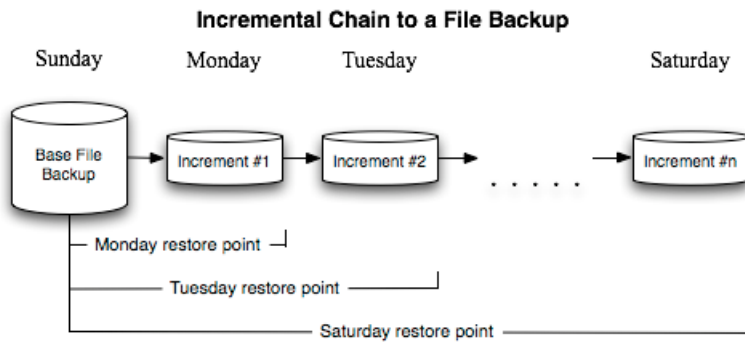 Incremental Chain to a File Backup
Sunday
Monday
Tuesday
Saturday
Base File
Backup
Increment #1
Increment #2
. . . . .
Increment #n
Monday restore point
Tuesday restore point
Saturday restore point